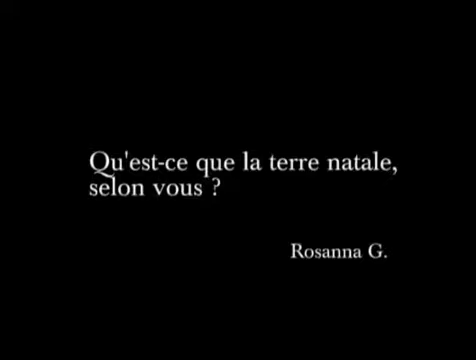 Qu'est-ce que la terre natale,
selon vous ?
Rosanna G.